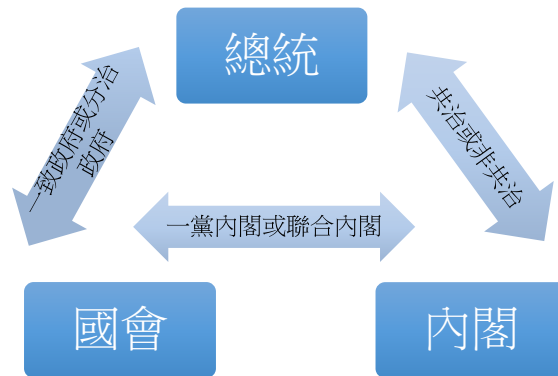 總統
一致政府或分治
政府
共治或非共治
一黨內閣或聯合內閣
國會
內閣